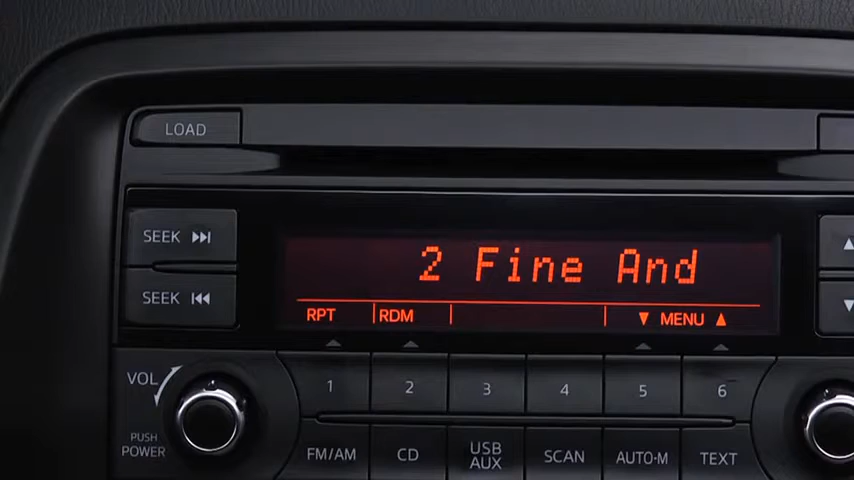 LOAD
SEEK
2 Fine And
SEEK
RPT RDM MENU
VOL
1 2 3 4 5 6
PUSH
POWER
FM/AM CD USB AUX SCAN AUTO-M TEXT